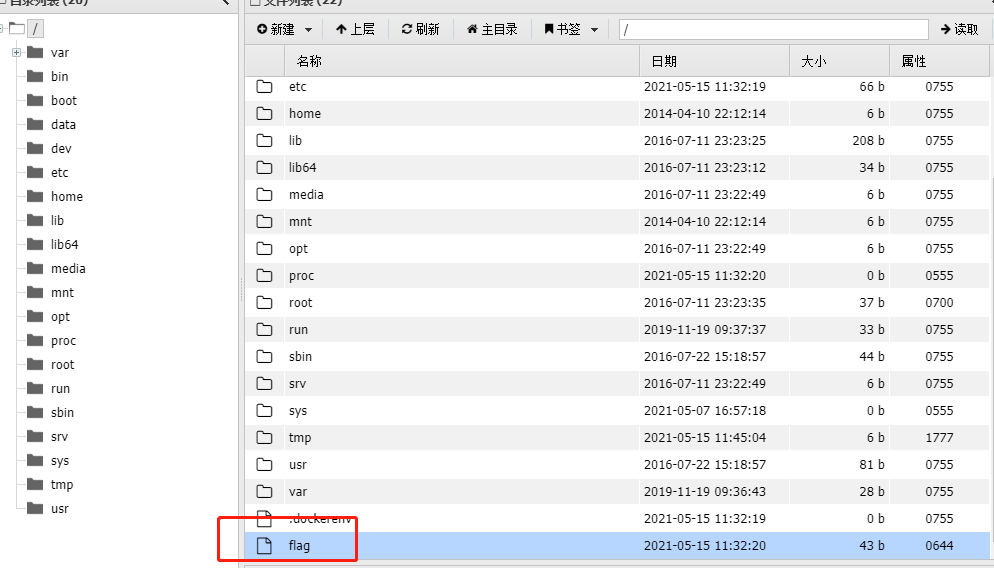 目录列表 (20)
文件列表 (22)
新建 上层 刷新 主目录 书签 / 读取
/
var
bin
boot
data
dev
etc
home
lib
lib64
media
mnt
opt
proc
root
run
sbin
srv
sys
tmp
usr
名称 日期 大小 属性
etc 2021-05-15 11:32:19 66 b 0755
home 2014-04-10 22:12:14 6 b 0755
lib 2016-07-11 23:23:25 208 b 0755
lib64 2016-07-11 23:23:12 34 b 0755
media 2016-07-11 23:22:49 6 b 0755
mnt 2014-04-10 22:12:14 6 b 0755
opt 2016-07-11 23:22:49 6 b 0755
proc 2021-05-15 11:32:20 0 b 0555
root 2016-07-11 23:23:35 37 b 0700
run 2019-11-19 09:37:37 33 b 0755
sbin 2016-07-22 15:18:57 44 b 0755
srv 2016-07-11 23:22:49 6 b 0755
sys 2021-05-07 16:57:18 0 b 0555
tmp 2021-05-15 11:45:04 6 b 1777
usr 2016-07-22 15:18:57 81 b 0755
var 2019-11-19 09:36:43 28 b 0755
.dockerenv 2021-05-15 11:32:19 0 b 0755
flag 2021-05-15 11:32:20 43 b 0644